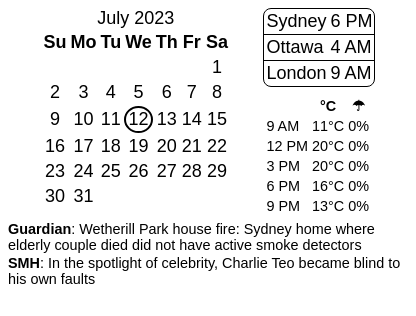 July 2023
Su Mo Tu We Th Fr Sa
1
2 3 4 5 6 7 8
9 10 11 12 13 14 15
16 17 18 19 20 21 22
23 24 25 26 27 28 29
30 31
Sydney 6 PM
Ottawa 4 AM
London 9 AM
°C ☂
9 AM 11°C 0%
12 PM 20°C 0%
3 PM 20°C 0%
6 PM 16°C 0%
9 PM 13°C 0%
Guardian: Wetherill Park house fire: Sydney home where
elderly couple died did not have active smoke detectors
SMH: In the spotlight of celebrity, Charlie Teo became blind to
his own faults